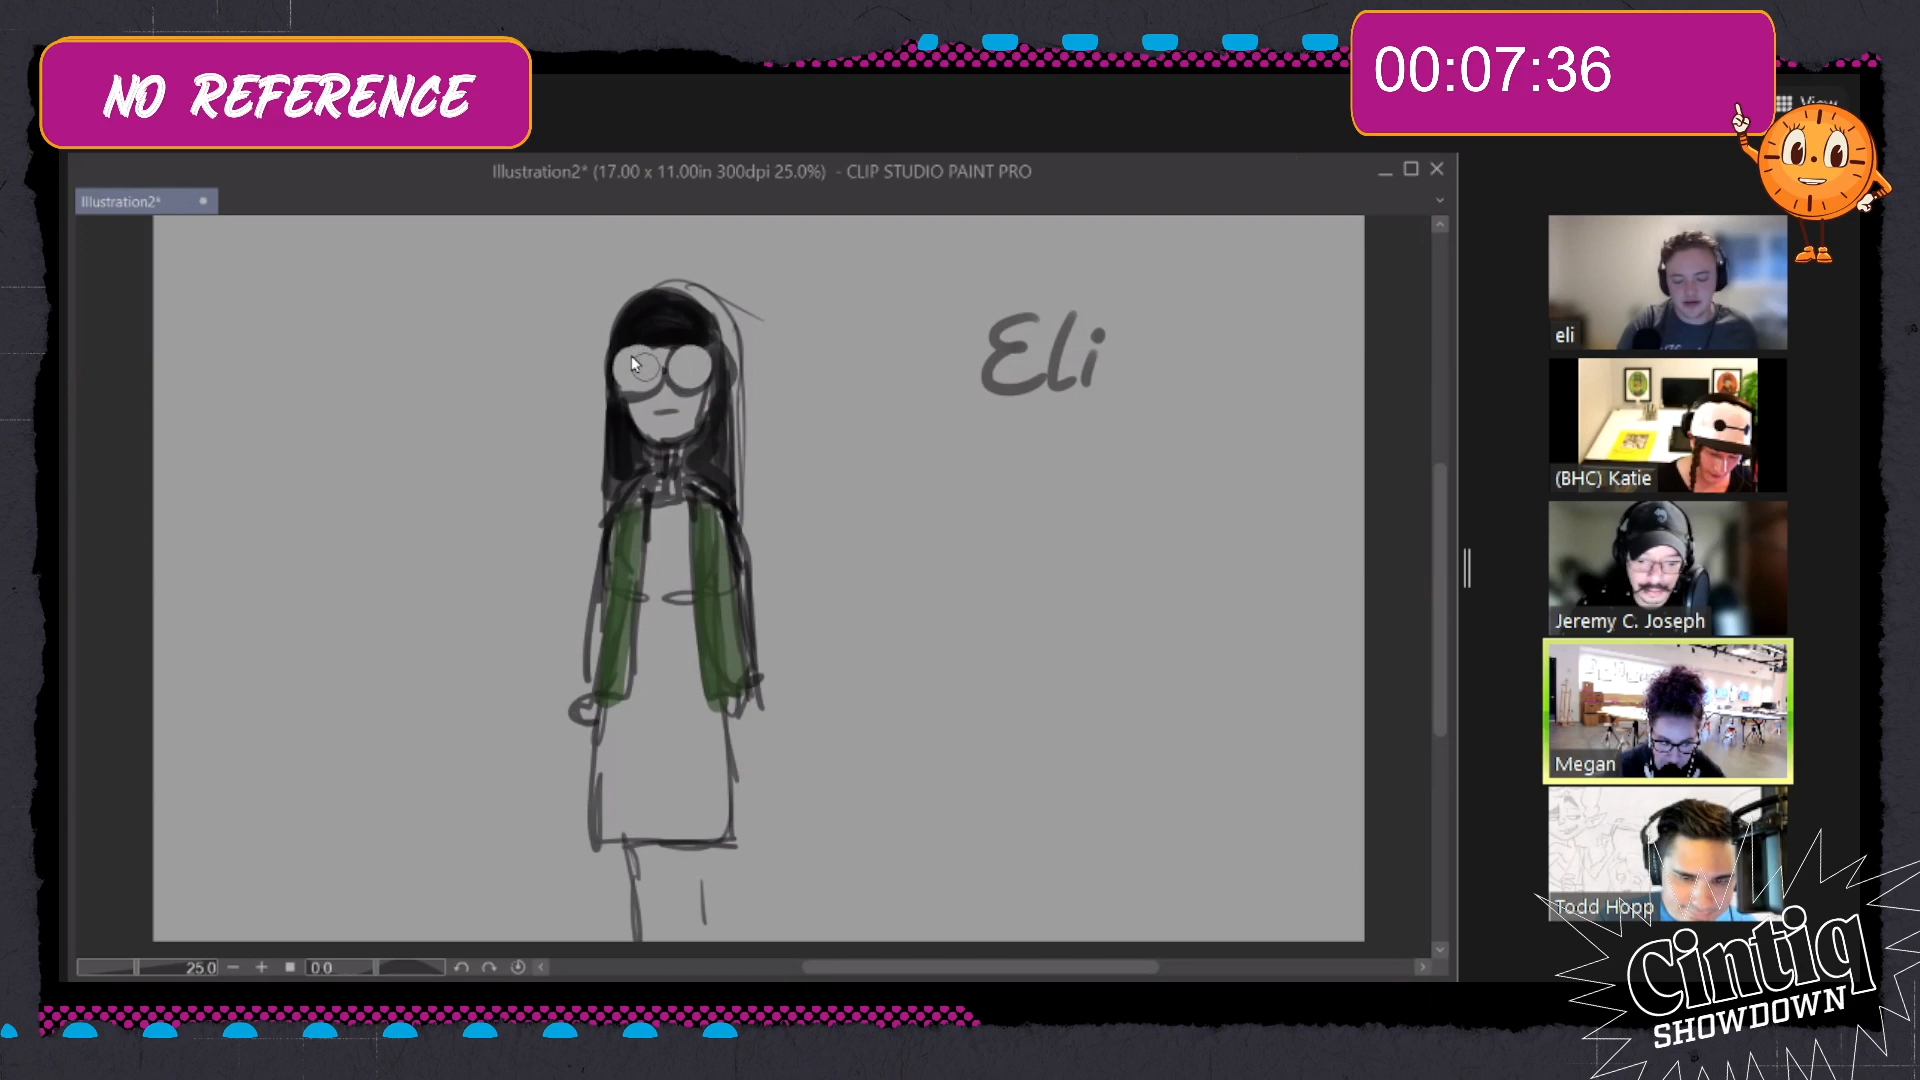 NO REFERENCE
00:07:36
View
Illustration2* (17.00 x 11.00in 300dpi 25.0%) - CLIP STUDIO PAINT PRO
Illustration2*
Eli
eli
(BHC) Katie
Jeremy C. Joseph
Megan
Todd Hopp
25.0
0.0
Cintiq
SHOWDOWN